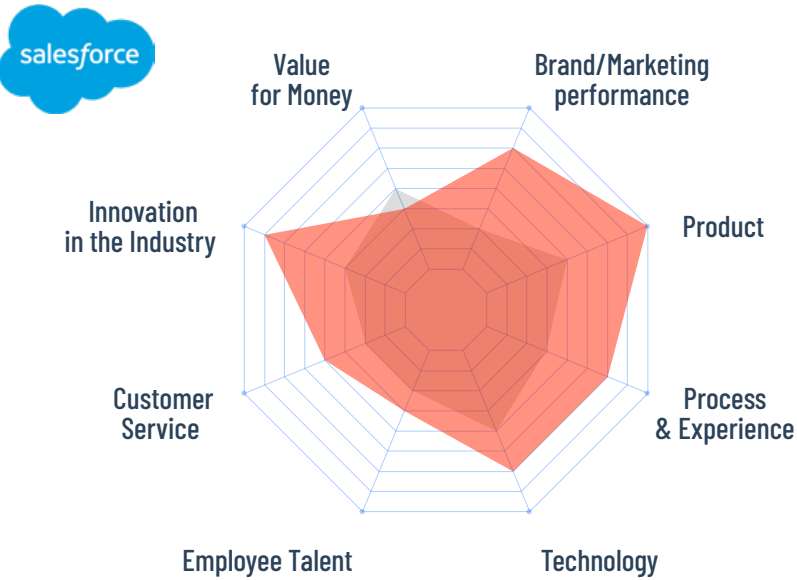 salesforce
Value
for Money
Brand/Marketing
performance
Innovation
in the Industry
Product
Customer
Service
Process
& Experience
Employee Talent
Technology